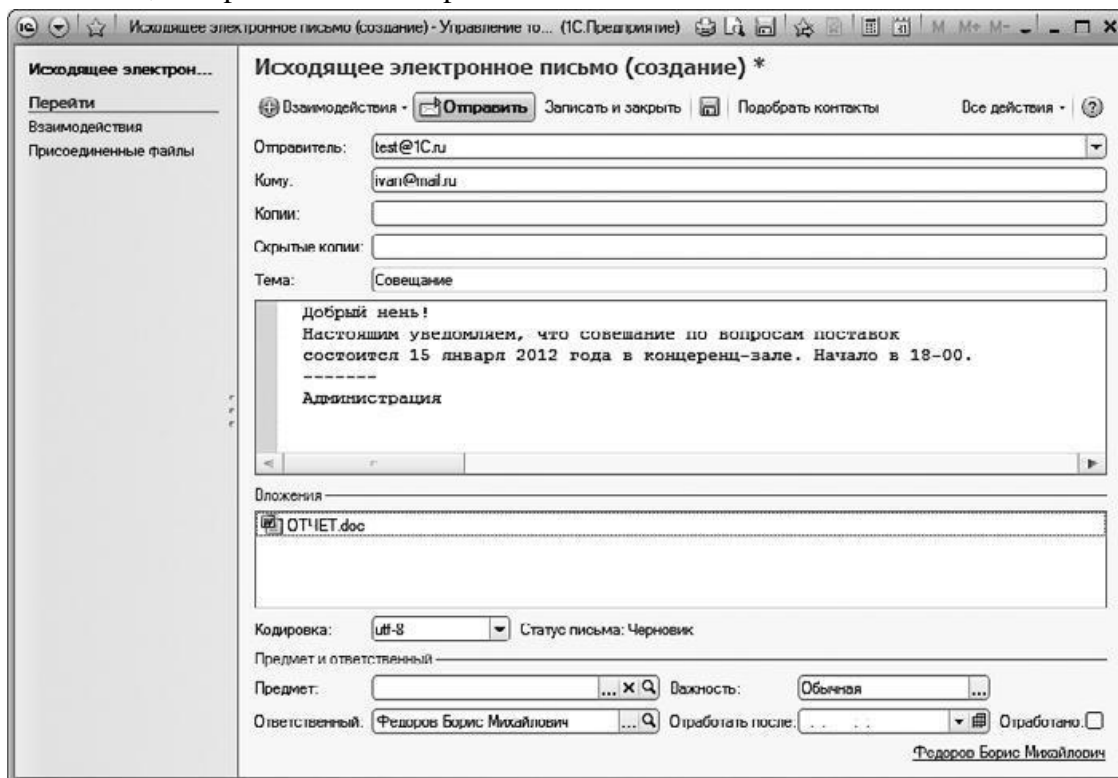 Исходящее электронное письмо (создание) - Управление то... (1С:Предприятие) M M+ M-
Исходящее электрон...
Перейти
Взаимодействия
Присоединенные файлы
Исходящее электронное письмо (создание) *
Взаимодействия Отправить Записать и закрыть Подобрать контакты Все действия
Отправитель: test@1C.ru
Кому: ivan@mail.ru
Копии:
Скрытые копии:
Тема: Совещание
Добрый нень!
Настоящим уведомляем, что совещание по вопросам поставок
состоится 15 января 2012 года в конценренц-зале. Начало в 18-00.
-------
Администрация
Вложения
ОТЧЕТ.doc
Кодировка: utf-8 Статус письма: Черновик
Предмет и ответственный
Предмет: ... Важность: Обычная ...
Ответственный: Федоров Борис Михайлович ... Отработать после: . . : : Отработано:
Федоров Борис Михайлович